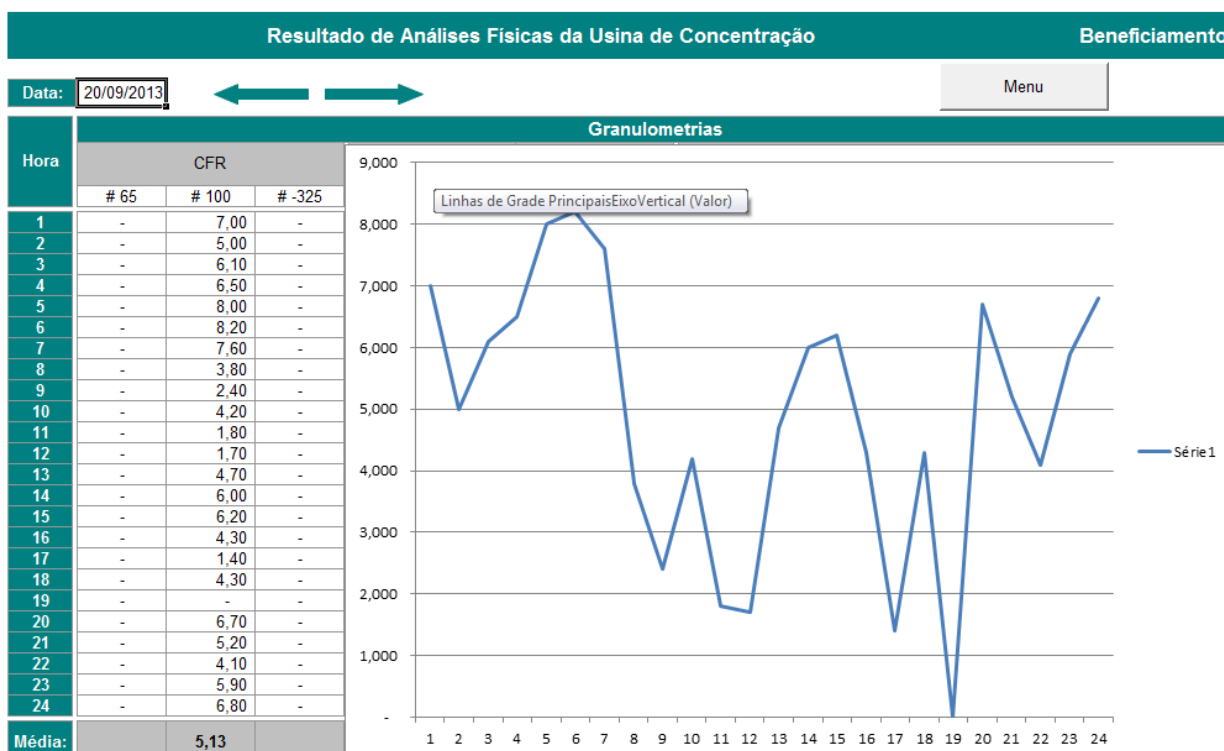 Resultado de Análises Físicas da Usina de Concentração Beneficiamento
Data: 20/09/2013 Menu
Granulometrias
Hora CFR
# 65 # 100 # -325
1 - 7,00 -
2 - 5,00 -
3 - 6,10 -
4 - 6,50 -
5 - 8,00 -
6 - 8,20 -
7 - 7,60 -
8 - 3,80 -
9 - 2,40 -
10 - 4,20 -
11 - 1,80 -
12 - 1,70 -
13 - 4,70 -
14 - 6,00 -
15 - 6,20 -
16 - 4,30 -
17 - 1,40 -
18 - 4,30 -
19 - - -
20 - 6,70 -
21 - 5,20 -
22 - 4,10 -
23 - 5,90 -
24 - 6,80 -
Média: 5,13
9,000
Linhas de Grade PrincipaisEixoVertical (Valor)
8,000
7,000
6,000
5,000
4,000
3,000
2,000
1,000
-
1 2 3 4 5 6 7 8 9 10 11 12 13 14 15 16 17 18 19 20 21 22 23 24
Série1